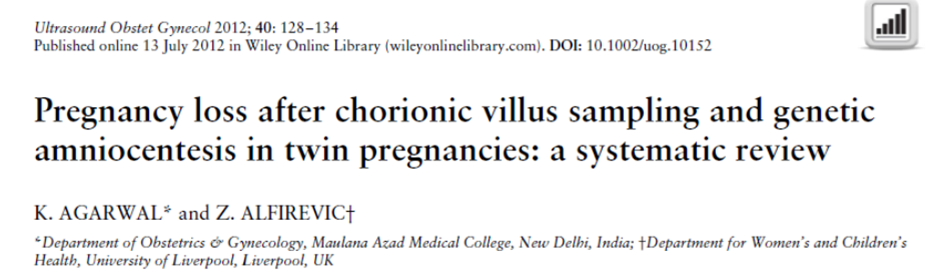 Ultrasound Obstet Gynecol 2012; 40: 128–134
Published online 13 July 2012 in Wiley Online Library (wileyonlinelibrary.com). DOI: 10.1002/uog.10152
Pregnancy loss after chorionic villus sampling and genetic
amniocentesis in twin pregnancies: a systematic review
K. AGARWAL* and Z. ALFIREVIC†
*Department of Obstetrics & Gynecology, Maulana Azad Medical College, New Delhi, India; †Department for Women's and Children's
Health, University of Liverpool, Liverpool, UK